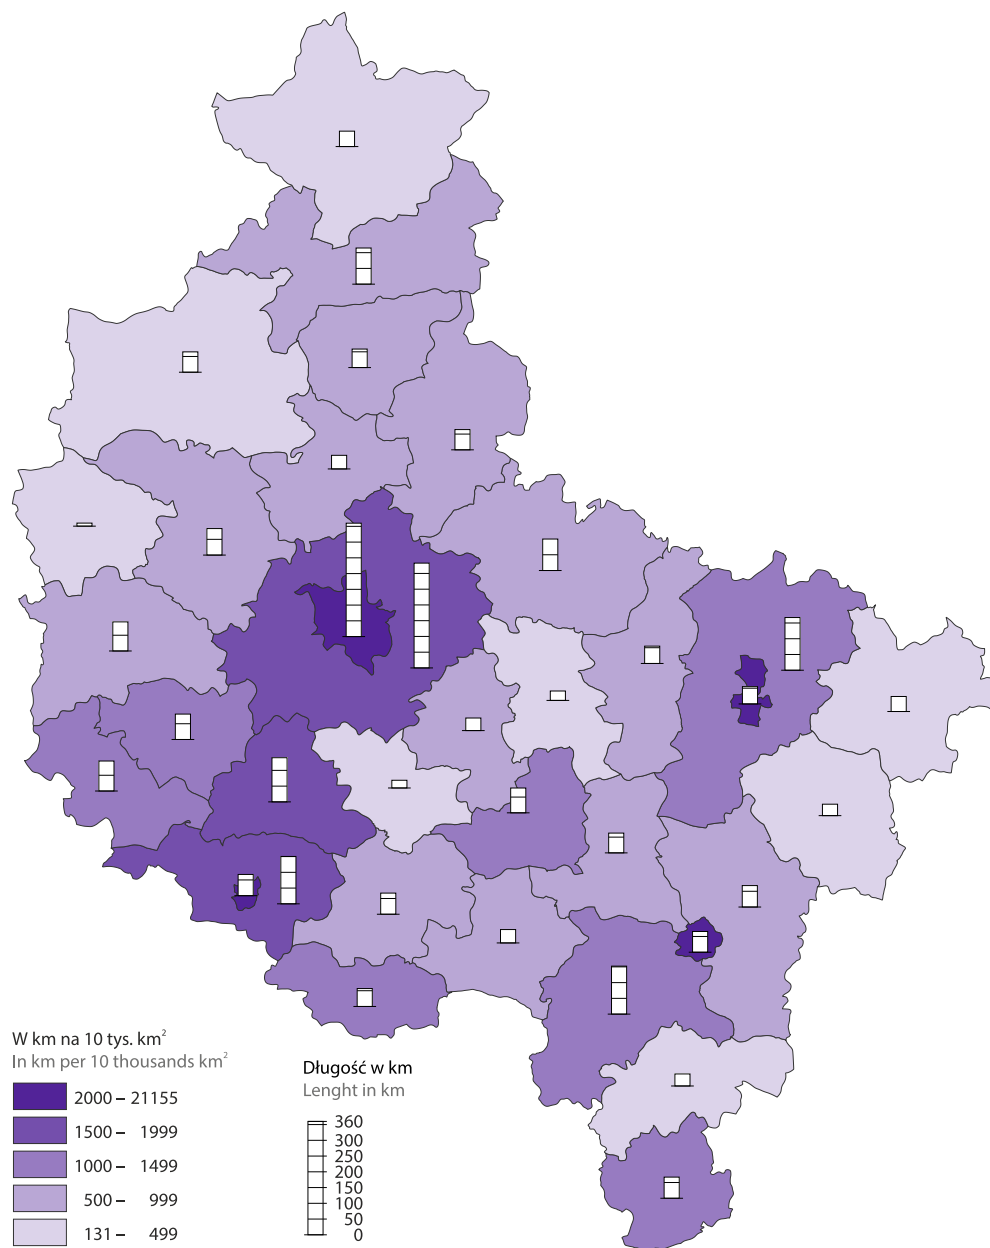 W km na 10 tys. km²
In km per 10 thousands km²
2000 – 21155
1500 – 1999
1000 – 1499
500 – 999
131 – 499
Długość w km
Lenght in km
360
300
250
200
150
100
50
0